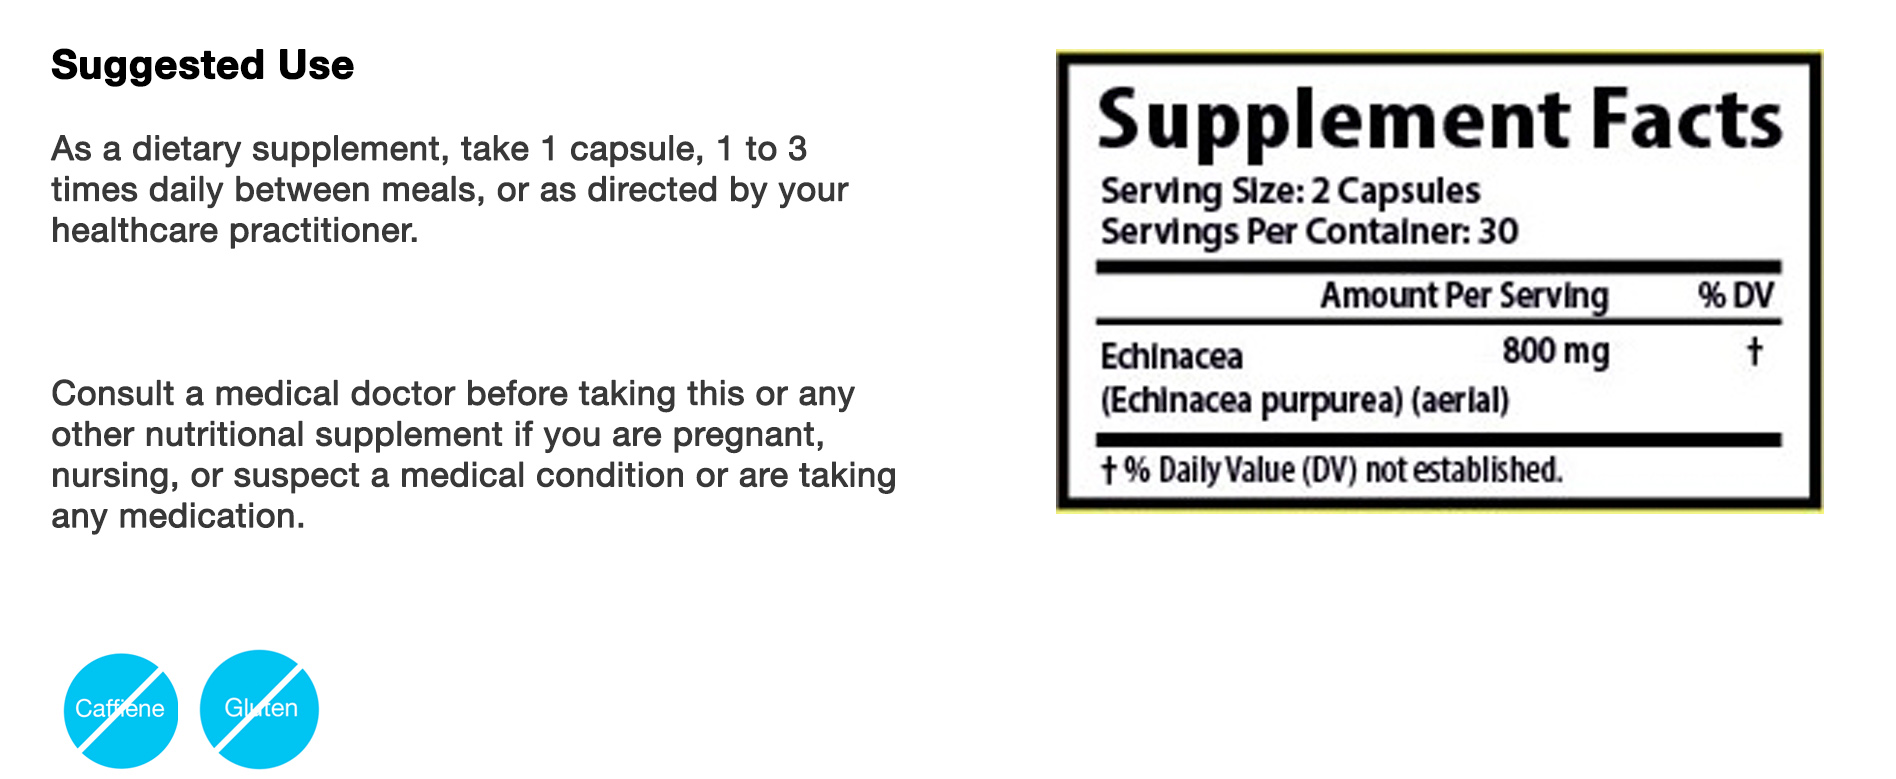 Suggested Use
As a dietary supplement, take 1 capsule, 1 to 3
times daily between meals, or as directed by your
healthcare practitioner.
Consult a medical doctor before taking this or any
other nutritional supplement if you are pregnant,
nursing, or suspect a medical condition or are taking
any medication.
Caffiene
Gluten
Supplement Facts
Serving Size: 2 Capsules
Servings Per Container: 30
Amount Per Serving % DV
Echinacea 800 mg †
(Echinacea purpurea) (aerial)
† % Daily Value (DV) not established.